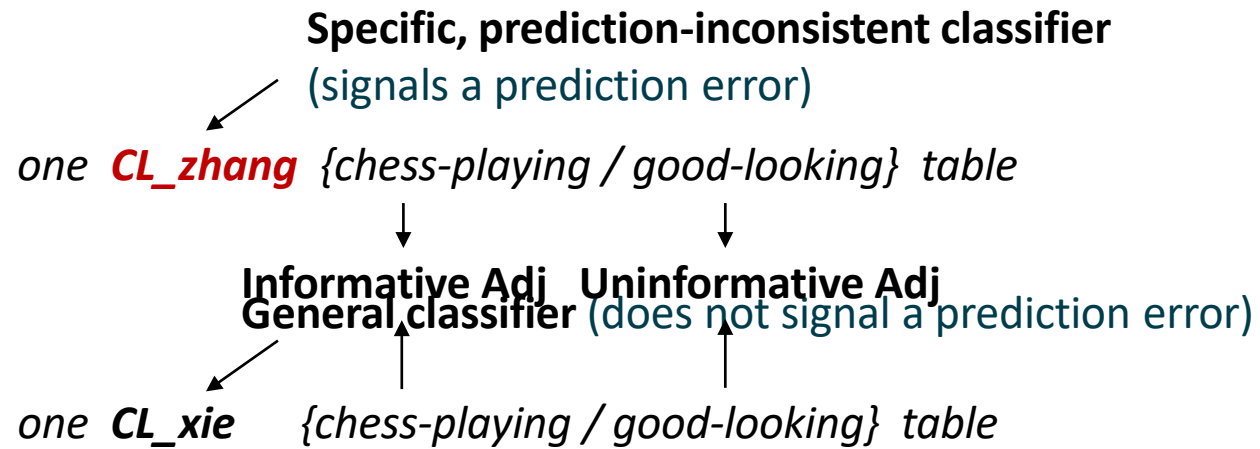 Specific, prediction-inconsistent classifier
(signals a prediction error)
one CL_zhang {chess-playing / good-looking} table
Informative Adj Uninformative Adj
General classifier (does not signal a prediction error)
one CL_xie {chess-playing / good-looking} table